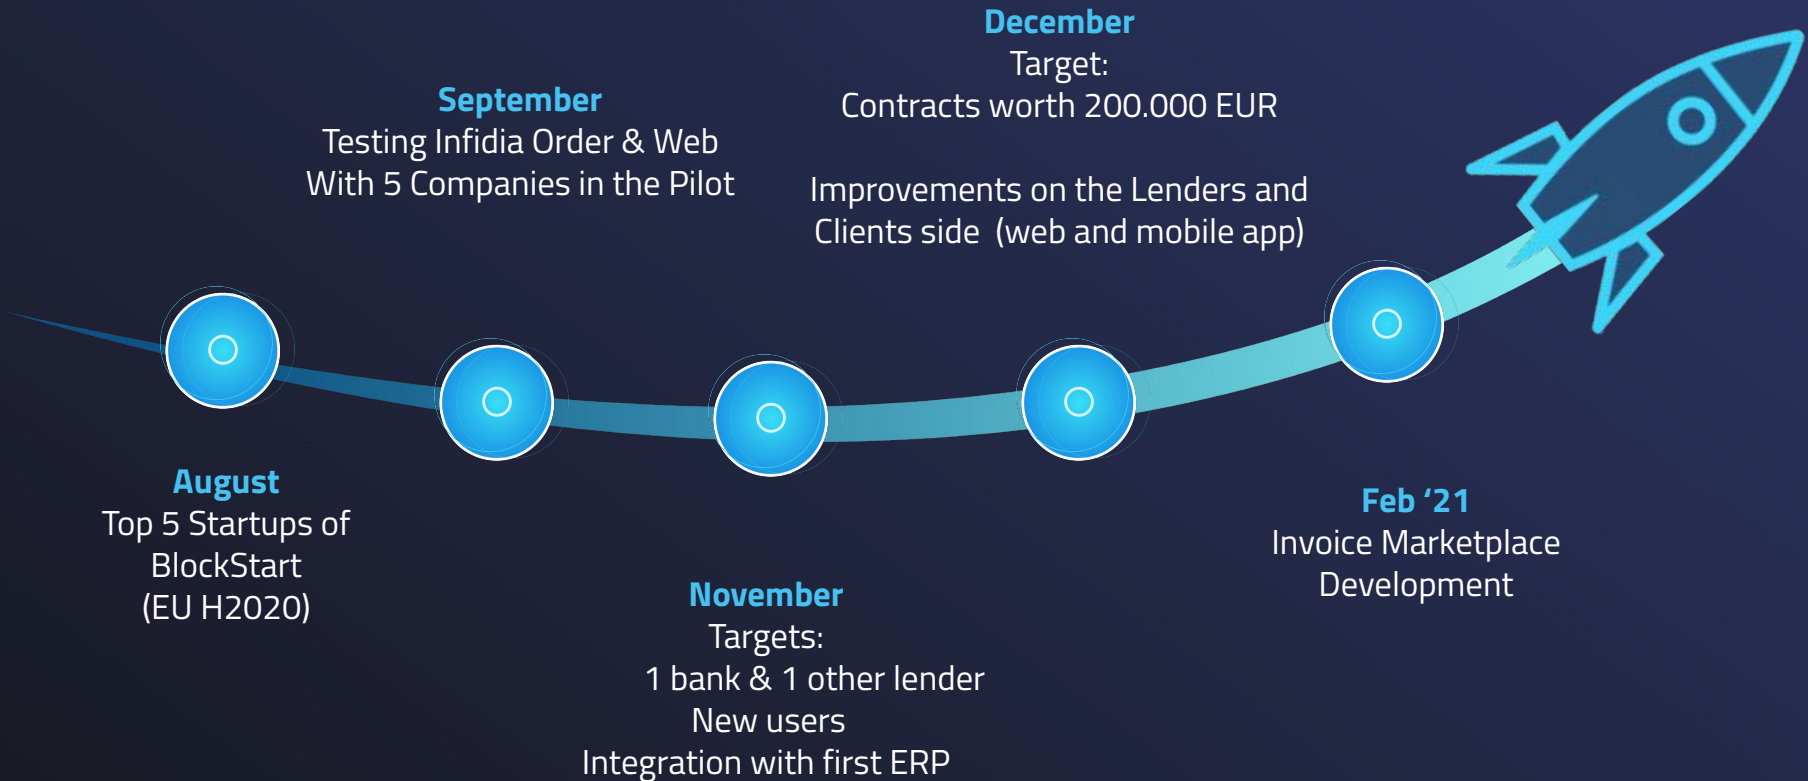 August
Top 5 Startups of
BlockStart
(EU H2020)
September
Testing Infidia Order & Web
With 5 Companies in the Pilot
November
Targets:
1 bank & 1 other lender
New users
Integration with first ERP
December
Target:
Contracts worth 200.000 EUR
Improvements on the Lenders and
Clients side (web and mobile app)
Feb ‘21
Invoice Marketplace
Development